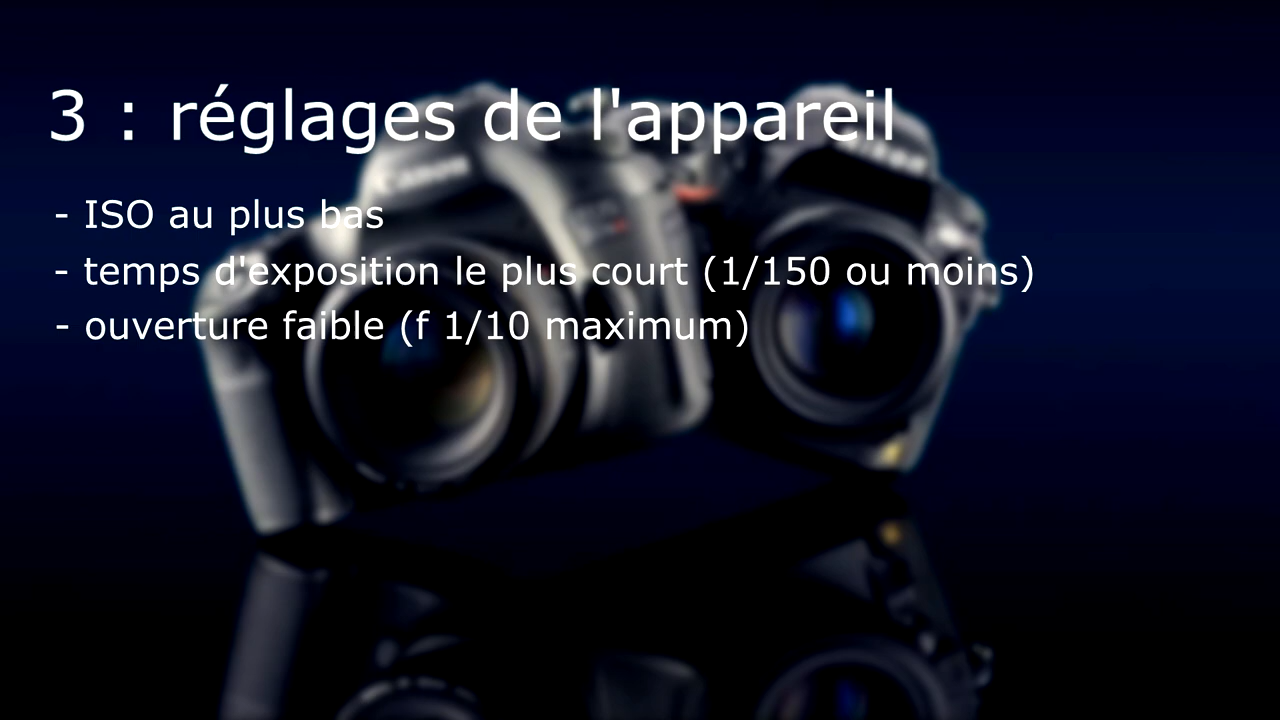 3 : réglages de l'appareil
- ISO au plus bas
- temps d'exposition le plus court (1/150 ou moins)
- ouverture faible (f 1/10 maximum)
Canon